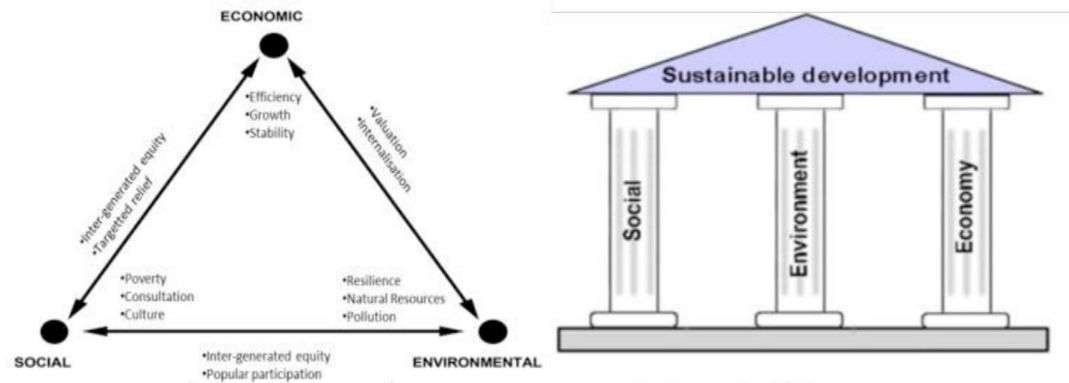 ECONOMIC
•Efficiency
•Growth
•Stability
•Inter-generated equity
•Targetted relief
•Valuation
•Internalisation
•Poverty
•Consultation
•Culture
•Resilience
•Natural Resources
•Pollution
SOCIAL
ENVIRONMENTAL
•Inter-generated equity
•Popular participation
Sustainable development
Social
Environment
Economy